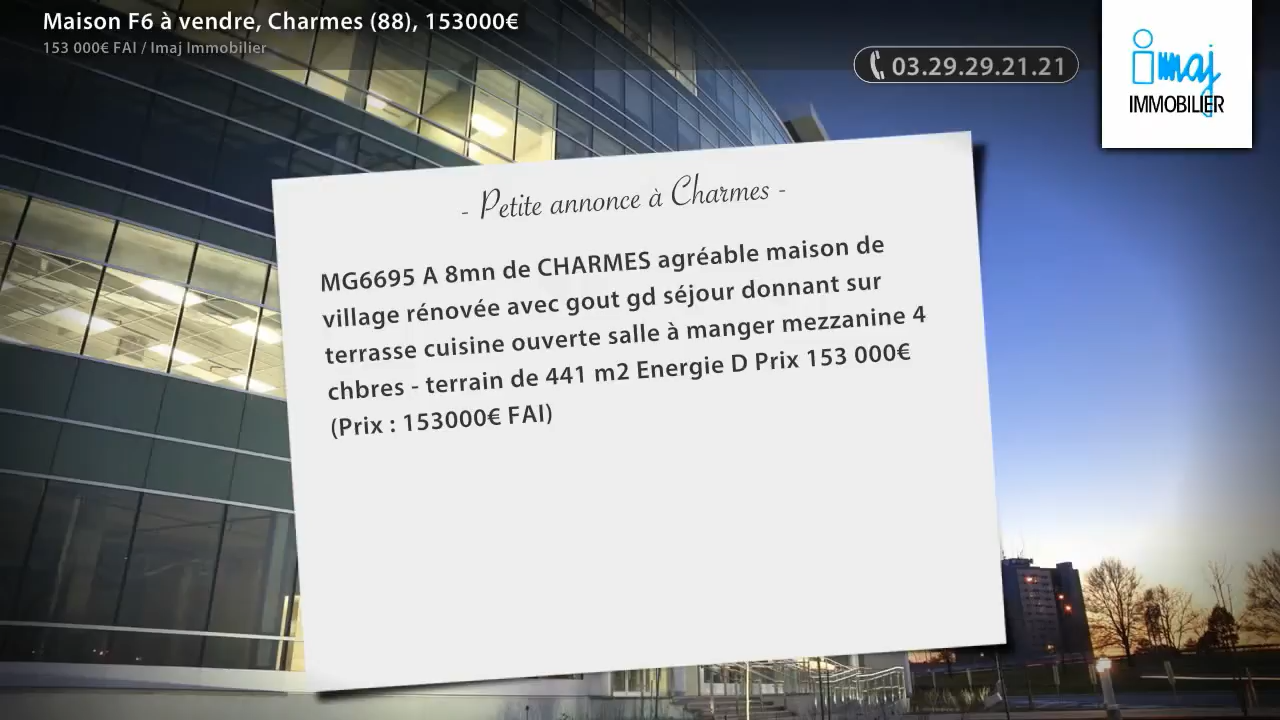 Maison F6 à vendre, Charmes (88), 153000€
153 000€ FAI / Imaj Immobilier
03.29.29.21.21
imaj
IMMOBILIER
- Petite annonce à Charmes -
MG6695 A 8mn de CHARMES agréable maison de
village rénovée avec gout gd séjour donnant sur
terrasse cuisine ouverte salle à manger mezzanine 4
chbres - terrain de 441 m2 Energie D Prix 153 000€
(Prix : 153000€ FAI)